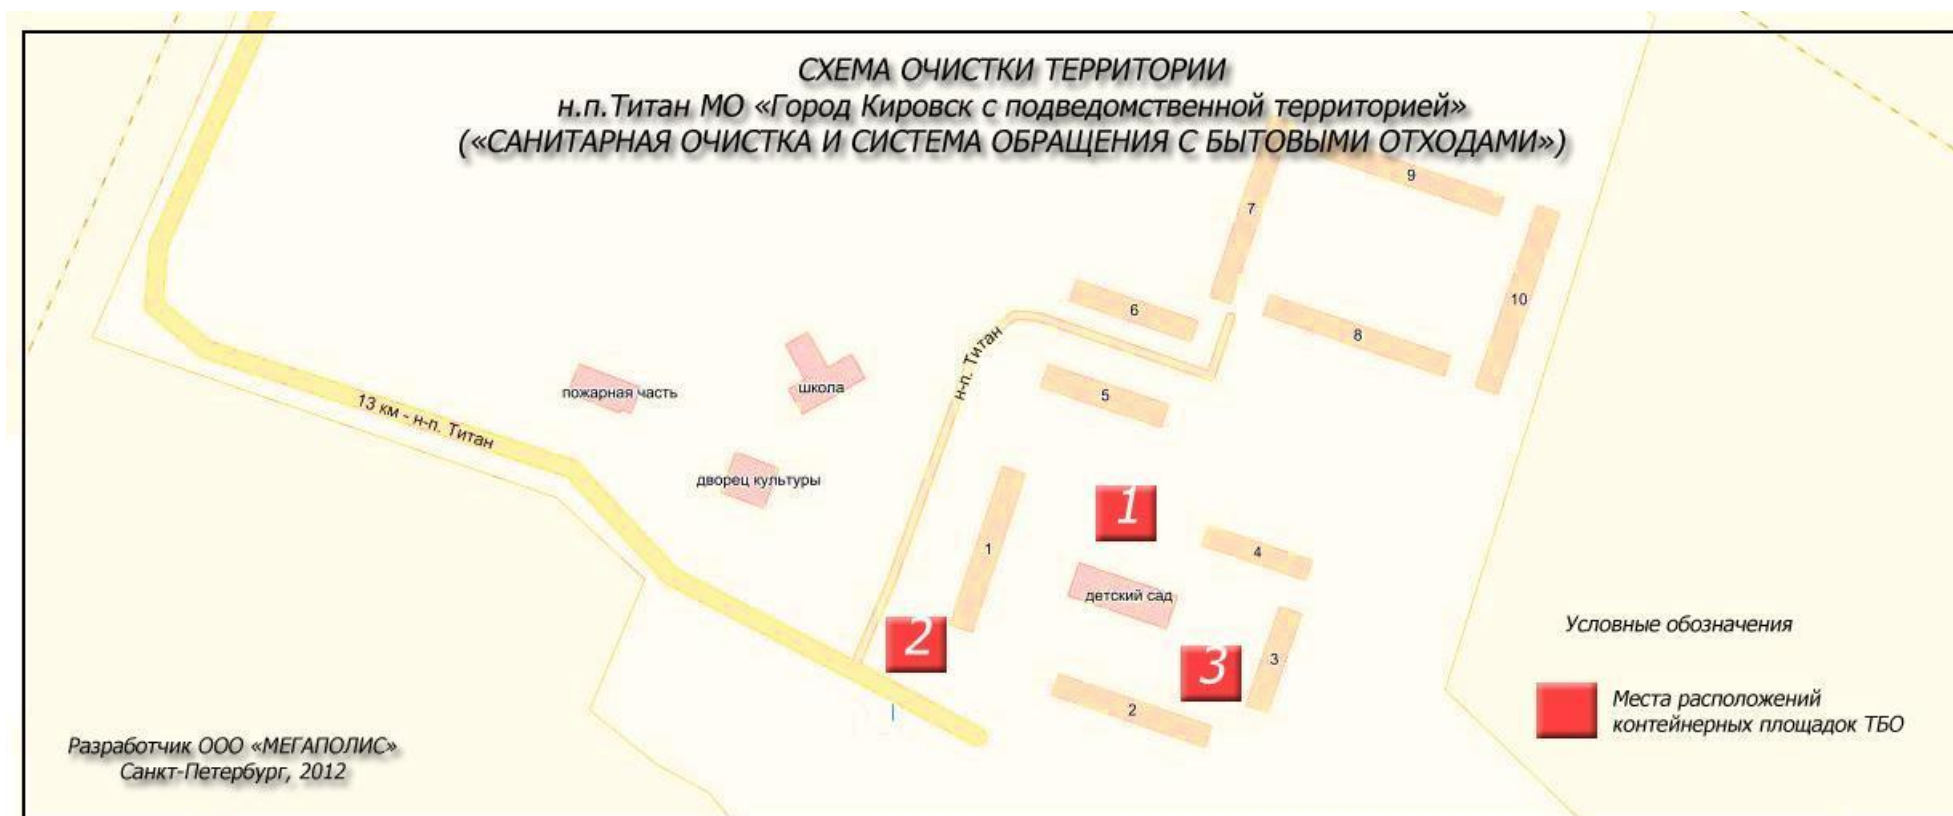 СХЕМА ОЧИСТКИ ТЕРРИТОРИИ
н.п.Титан МО «Город Кировск с подведомственной территорией»
(«САНИТАРНАЯ ОЧИСТКА И СИСТЕМА ОБРАЩЕНИЯ С БЫТОВЫМИ ОТХОДАМИ»)
9
7
10
6
8
н-п. Титан
5
пожарная часть
школа
13 км - н-п. Титан
дворец культуры
1
1
4
детский сад
2
3
3
2
Условные обозначения
Места расположений
контейнерных площадок ТБО
Разработчик ООО «МЕГАПОЛИС»
Санкт-Петербург, 2012